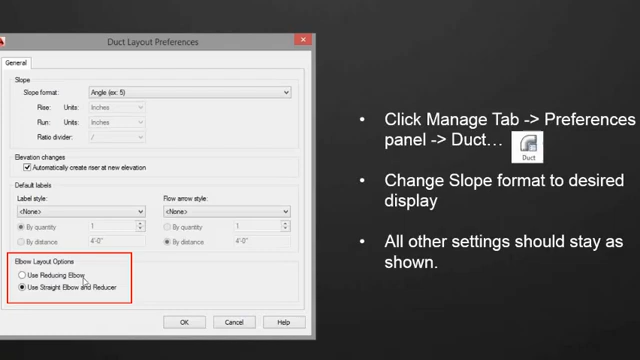 Duct Layout Preferences
General
Slope
Slope format:
Angle (ex: 5)
Rise: Units: Inches
Run: Units: Inches
Ratio divider: /
Elevation changes
Automatically create riser at new elevation
Default labels
Label style: Flow arrow style:
<None> <None>
By quantity 1 By quantity 1
By distance 4'-0" By distance 4'-0"
Elbow Layout Options
Use Reducing Elbow
Use Straight Elbow and Reducer
OK Cancel Help
• Click Manage Tab -> Preferences
panel -> Duct...
Duct
• Change Slope format to desired
display
• All other settings should stay as
shown.